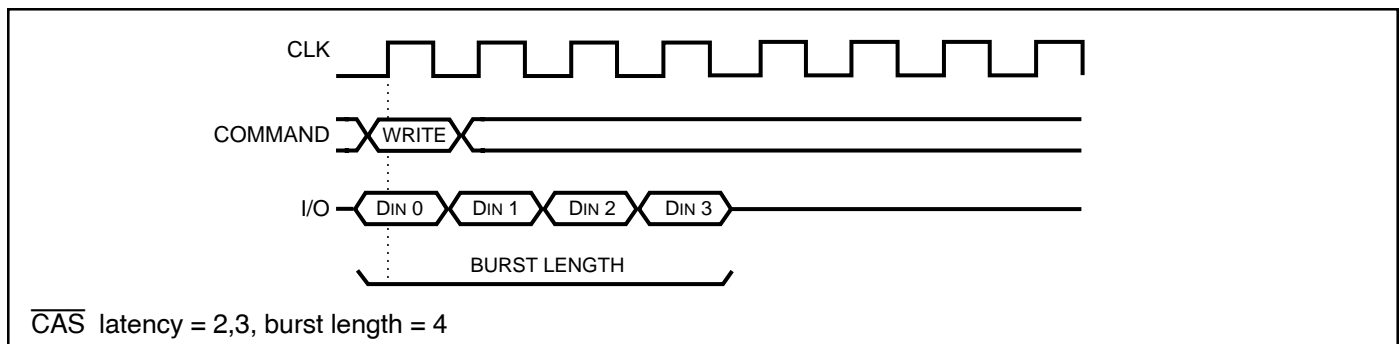 CLK
COMMAND WRITE
I/O DIN 0 DIN 1 DIN 2 DIN 3
BURST LENGTH
CAS latency = 2,3, burst length = 4